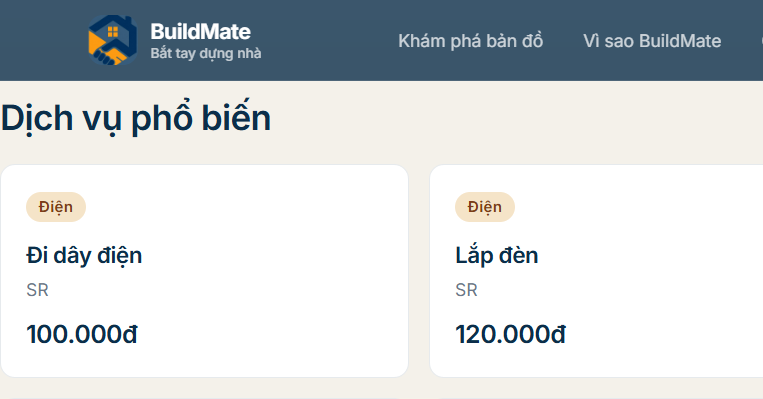 BuildMate
Bắt tay dựng nhà
Khám phá bản đồ
Vì sao BuildMate
Dịch vụ phổ biến
Điện
Đi dây điện
SR
100.000đ
Điện
Lắp đèn
SR
120.000đ